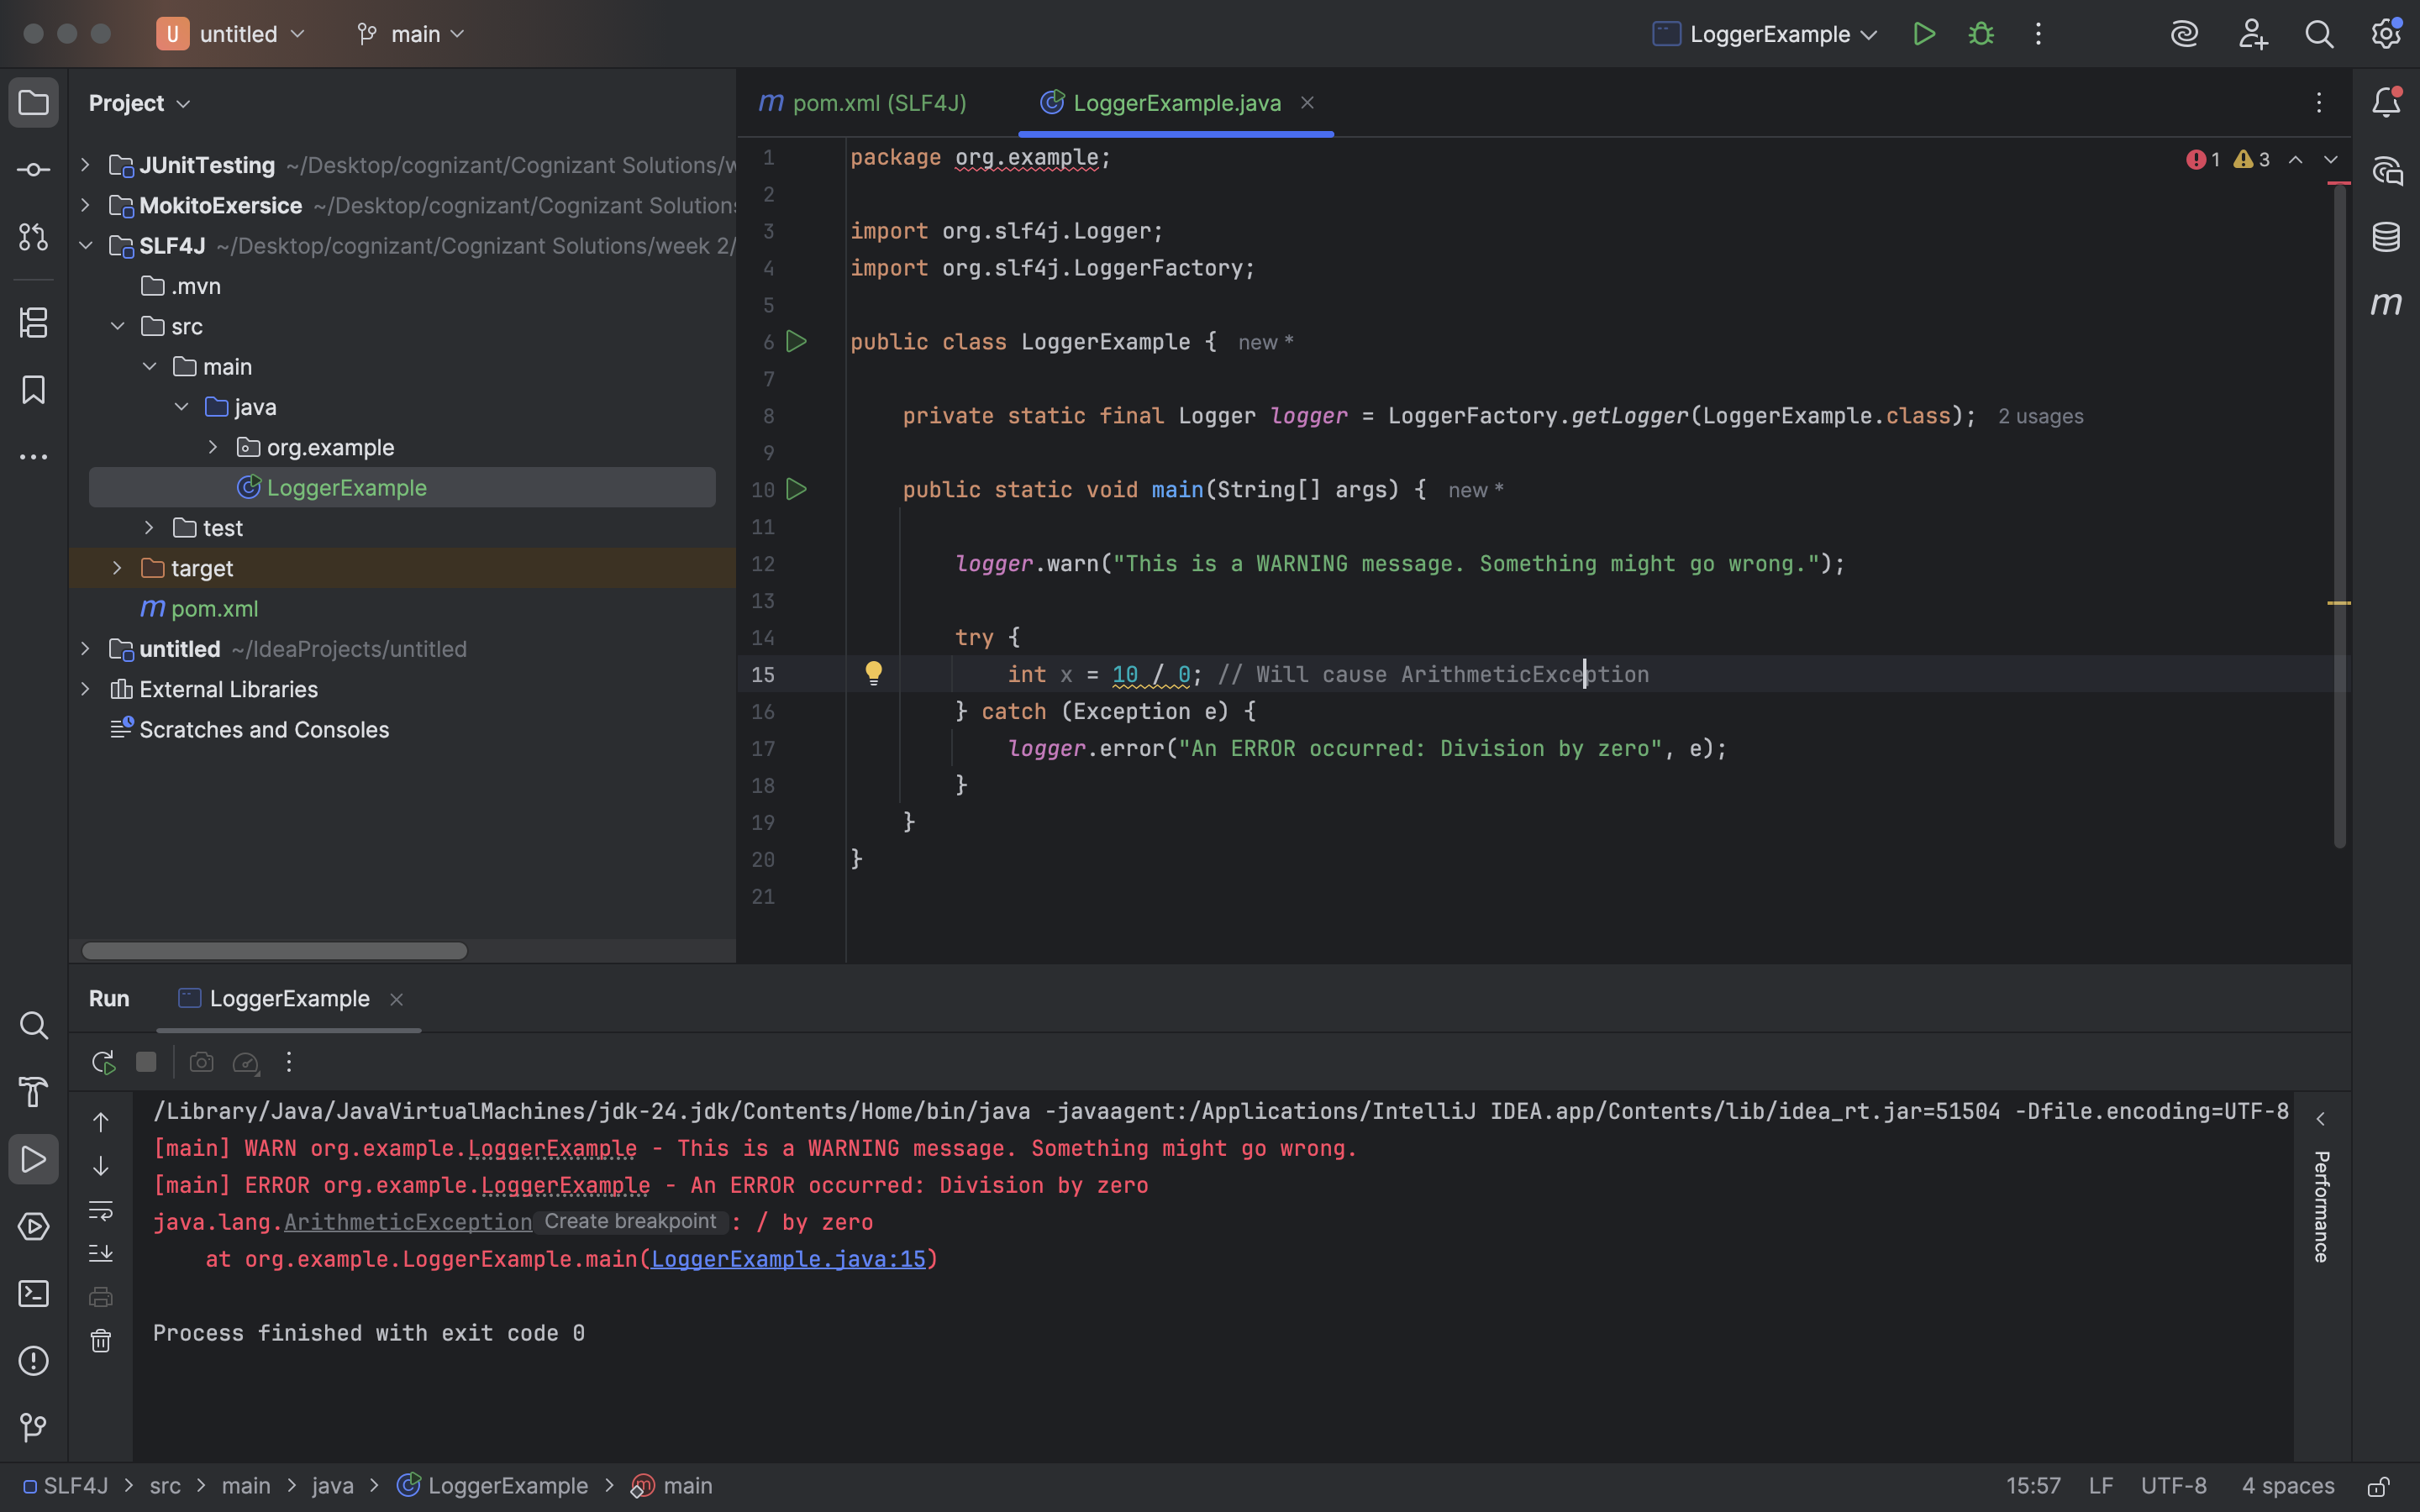 U untitled main LoggerExample
Project
JUnitTesting ~/Desktop/cognizant/Cognizant Solutions/w
MokitoExersice ~/Desktop/cognizant/Cognizant Solutions
SLF4J ~/Desktop/cognizant/Cognizant Solutions/week 2/
.mvn
src
main
java
org.example
LoggerExample
test
target
m pom.xml
untitled ~/IdeaProjects/untitled
External Libraries
Scratches and Consoles
m pom.xml (SLF4J) LoggerExample.java
1 3
1 package org.example;
2
3 import org.slf4j.Logger;
4 import org.slf4j.LoggerFactory;
5
6 public class LoggerExample { new *
7
8 private static final Logger logger = LoggerFactory.getLogger(LoggerExample.class); 2 usages
9
10 public static void main(String[] args) { new *
11
12 logger.warn("This is a WARNING message. Something might go wrong.");
13
14 try {
15 int x = 10 / 0; // Will cause ArithmeticException
16 } catch (Exception e) {
17 logger.error("An ERROR occurred: Division by zero", e);
18 }
19 }
20 }
21
m
Run LoggerExample
/Library/Java/JavaVirtualMachines/jdk-24.jdk/Contents/Home/bin/java -javaagent:/Applications/IntelliJ IDEA.app/Contents/lib/idea_rt.jar=51504 -Dfile.encoding=UTF-8
[main] WARN org.example.LoggerExample - This is a WARNING message. Something might go wrong.
[main] ERROR org.example.LoggerExample - An ERROR occurred: Division by zero
java.lang.ArithmeticException Create breakpoint : / by zero
at org.example.LoggerExample.main(LoggerExample.java:15)
Process finished with exit code 0
Performance
SLF4J > src > main > java > LoggerExample > m main
15:57 LF UTF-8 4 spaces